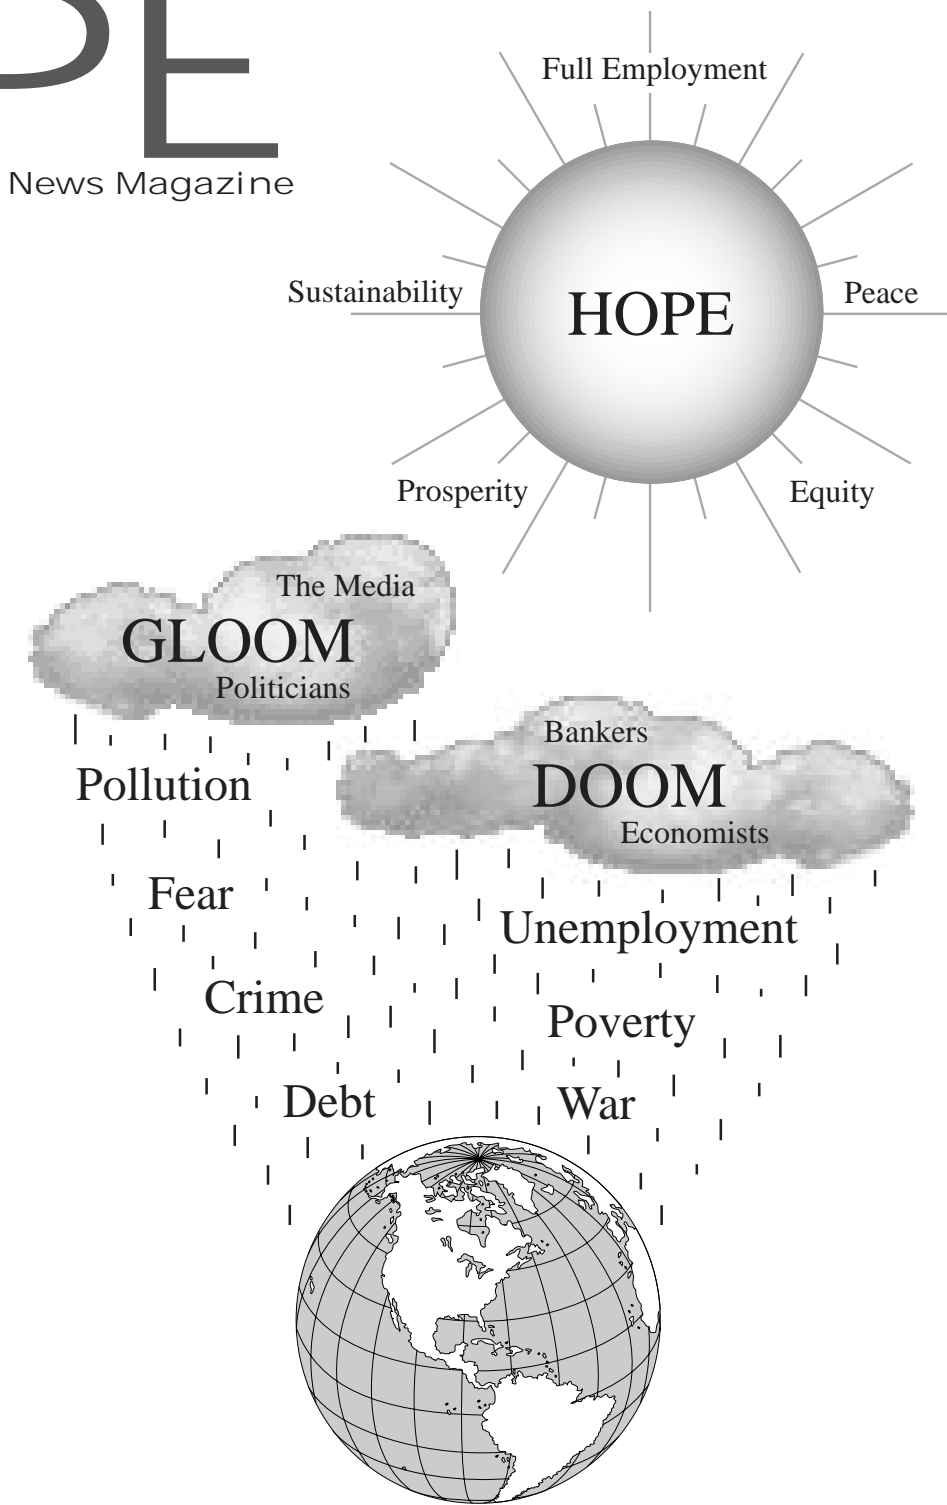 PE
News Magazine
Full Employment
Sustainability
HOPE
Peace
Prosperity
Equity
The Media
GLOOM
Politicians
Bankers
DOOM
Economists
Pollution
Fear
Unemployment
Crime
Poverty
Debt
War